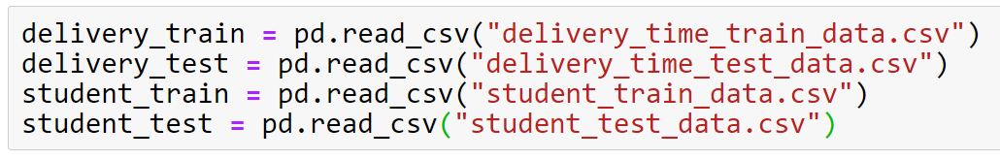 delivery_train = pd.read_csv("delivery_time_train_data.csv")
delivery_test = pd.read_csv("delivery_time_test_data.csv")
student_train = pd.read_csv("student_train_data.csv")
student_test = pd.read_csv("student_test_data.csv")